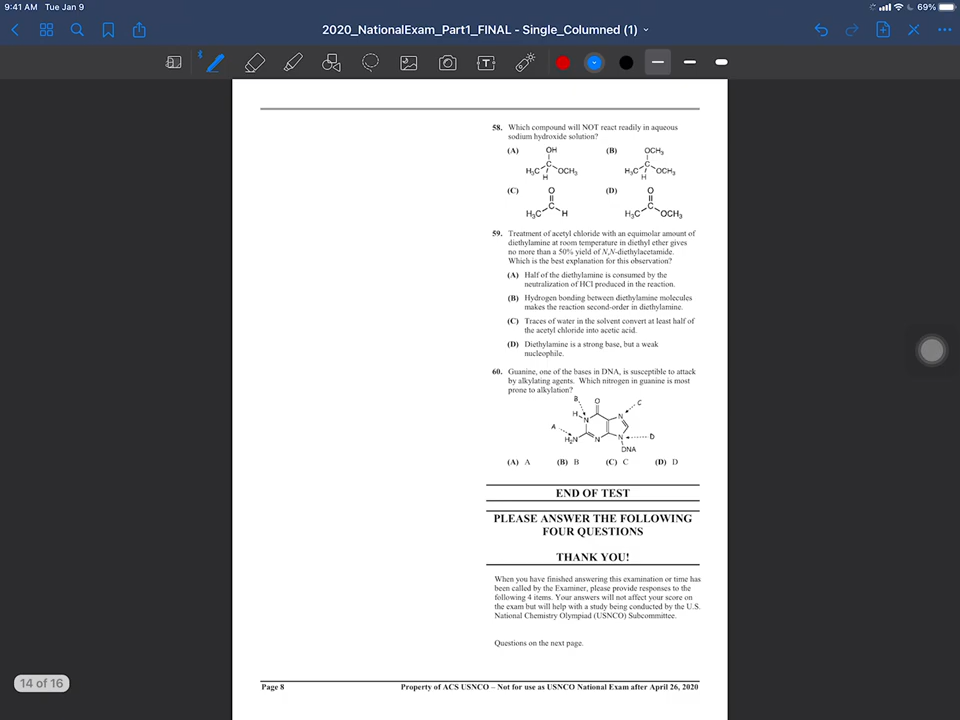 9:41 AM Tue Jan 9
69%
2020_NationalExam_Part1_FINAL - Single_Columned (1)
58. Which compound will NOT react readily in aqueous
sodium hydroxide solution?
(A) OH
C
H₃C OCH₃
H
(B) OCH₃
C
H₃C OCH₃
H
(C) O
C
H₃C H
(D) O
C
H₃C OCH₃
59. Treatment of acetyl chloride with an equimolar amount of
diethylamine at room temperature in diethyl ether gives
no more than a 50% yield of N,N-diethylacetamide.
Which is the best explanation for this observation?
(A) Half of the diethylamine is consumed by the
neutralization of HCl produced in the reaction.
(B) Hydrogen bonding between diethylamine molecules
makes the reaction second-order in diethylamine.
(C) Traces of water in the solvent convert at least half of
the acetyl chloride into acetic acid.
(D) Diethylamine is a strong base, but a weak
nucleophile.
60. Guanine, one of the bases in DNA, is susceptible to attack
by alkylating agents. Which nitrogen in guanine is most
prone to alkylation?
B O C
H N N
A
H₂N N N D
DNA
(A) A (B) B (C) C (D) D
END OF TEST
PLEASE ANSWER THE FOLLOWING
FOUR QUESTIONS
THANK YOU!
When you have finished answering this examination or time has
been called by the Examiner, please provide responses to the
following 4 items. Your answers will not affect your score on
the exam but will help with a study being conducted by the U.S.
National Chemistry Olympiad (USNCO) Subcommittee.
Questions on the next page.
14 of 16
Page 8 Property of ACS USNCO – Not for use as USNCO National Exam after April 26, 2020